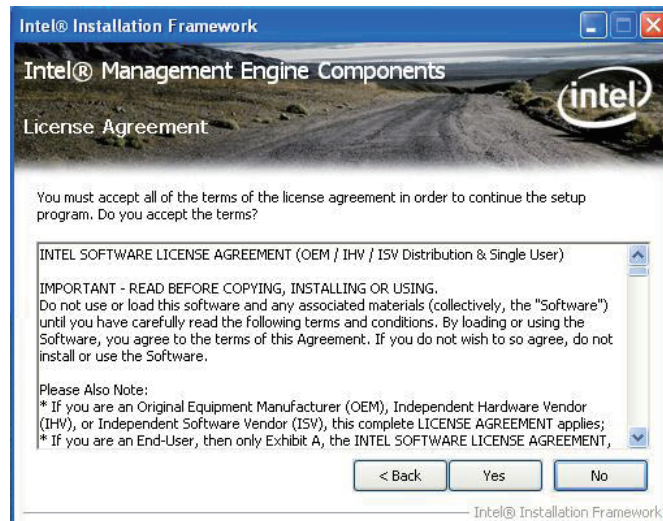 Intel® Installation Framework
Intel® Management Engine Components
intel
License Agreement
You must accept all of the terms of the license agreement in order to continue the setup
program. Do you accept the terms?
INTEL SOFTWARE LICENSE AGREEMENT (OEM / IHV / ISV Distribution & Single User)
IMPORTANT - READ BEFORE COPYING, INSTALLING OR USING.
Do not use or load this software and any associated materials (collectively, the "Software")
until you have carefully read the following terms and conditions. By loading or using the
Software, you agree to the terms of this Agreement. If you do not wish to so agree, do not
install or use the Software.
Please Also Note:
* If you are an Original Equipment Manufacturer (OEM), Independent Hardware Vendor
(IHV), or Independent Software Vendor (ISV), this complete LICENSE AGREEMENT applies;
* If you are an End-User, then only Exhibit A, the INTEL SOFTWARE LICENSE AGREEMENT,
< Back
Yes
No
Intel® Installation Framework